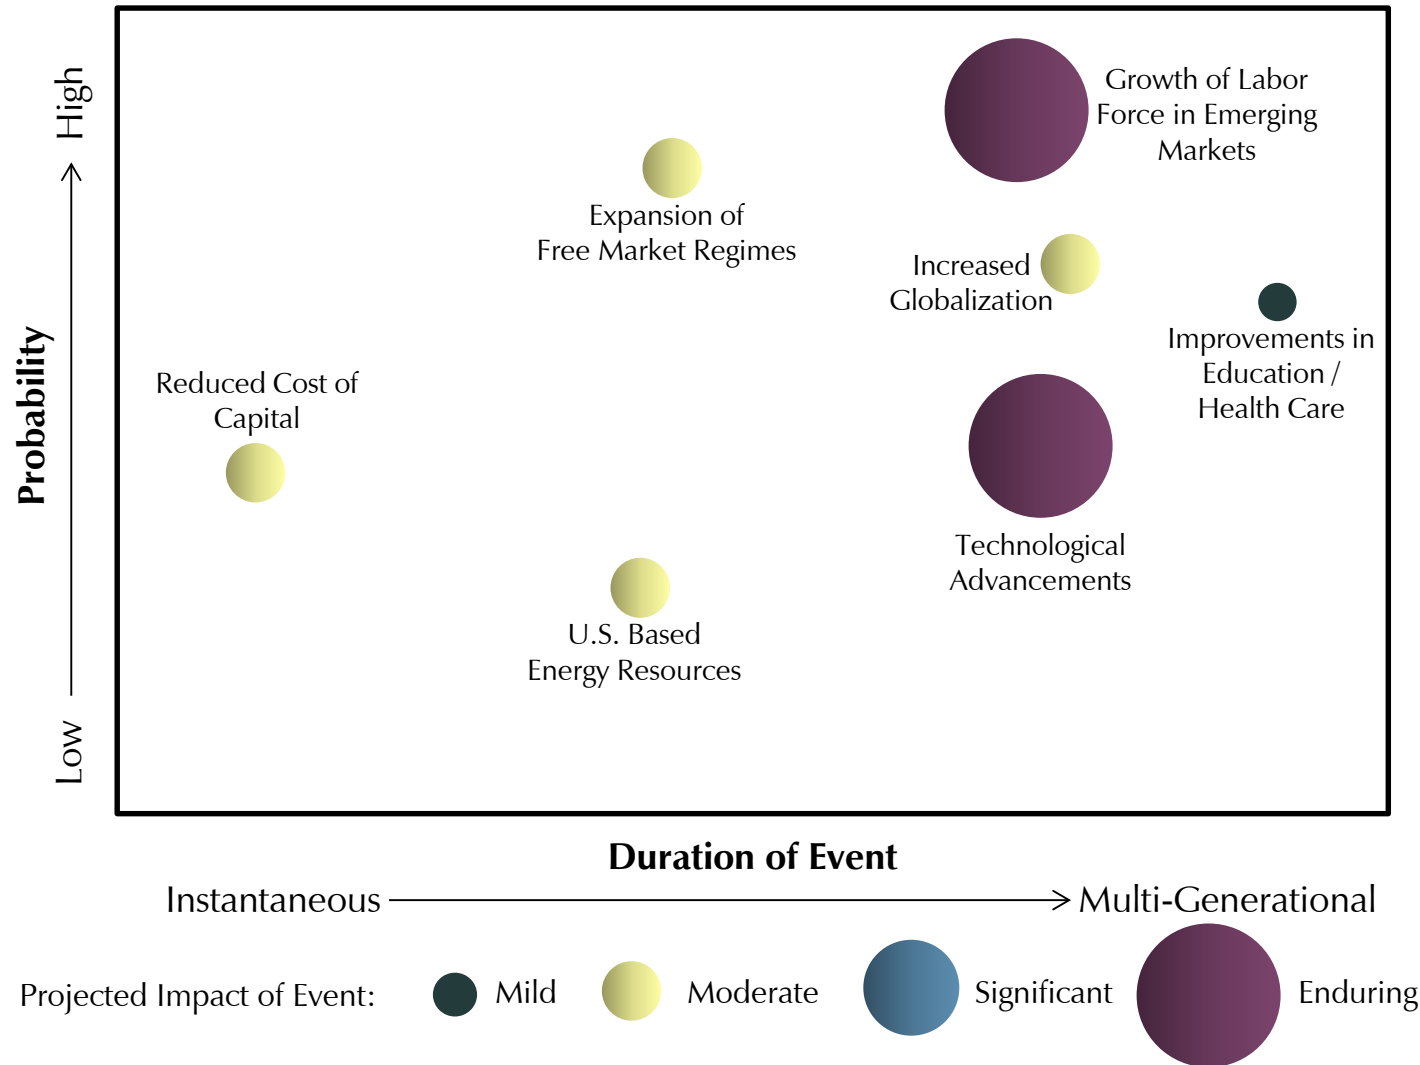 High
Growth of Labor
Force in Emerging
Markets
Expansion of
Free Market Regimes
Increased
Globalization
Improvements in
Education /
Health Care
Probability
Reduced Cost of
Capital
Technological
Advancements
U.S. Based
Energy Resources
Low
Duration of Event
Instantaneous
Multi-Generational
Projected Impact of Event:
Mild
Moderate
Significant
Enduring